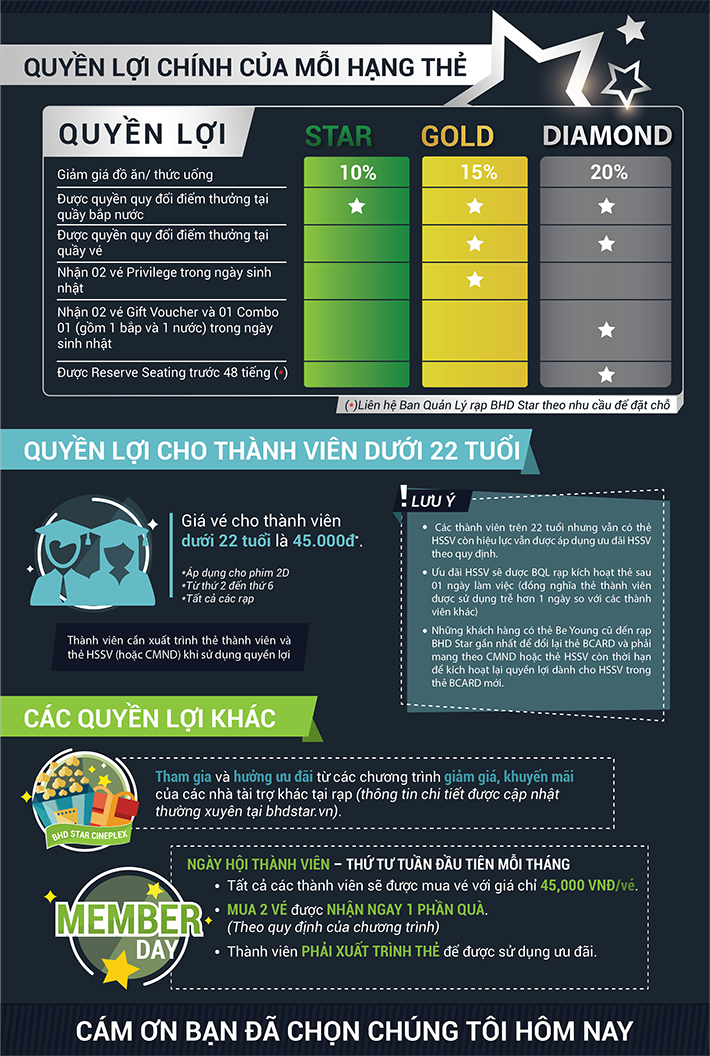 QUYỀN LỢI CHÍNH CỦA MỖI HẠNG THẺ
QUYỀN LỢI STAR GOLD DIAMOND
Giảm giá đồ ăn/ thức uống 10% 15% 20%
Được quyền quy đổi điểm thưởng tại
quầy bắp nước
Được quyền quy đổi điểm thưởng tại
quầy vé
Nhận 02 vé Privilege trong ngày sinh
nhật
Nhận 02 vé Gift Voucher và 01 Combo
01 (gồm 1 bắp và 1 nước) trong ngày
sinh nhật
Được Reserve Seating trước 48 tiếng (*)
(*)Liên hệ Ban Quản Lý rạp BHD Star theo nhu cầu để đặt chỗ
QUYỀN LỢI CHO THÀNH VIÊN DƯỚI 22 TUỔI
Giá vé cho thành viên
dưới 22 tuổi là 45.000đ*.
*Áp dụng cho phim 2D
*Từ thứ 2 đến thứ 6
*Tất cả các rạp
Thành viên cần xuất trình thẻ thành viên và
thẻ HSSV (hoặc CMND) khi sử dụng quyền lợi
! LƯU Ý
• Các thành viên trên 22 tuổi nhưng vẫn có thẻ
HSSV còn hiệu lực vẫn được áp dụng ưu đãi HSSV
theo quy định.
• Ưu đãi HSSV sẽ được BQL rạp kích hoạt thẻ sau
01 ngày làm việc (đồng nghĩa thẻ thành viên
được sử dụng trễ hơn 1 ngày so với các thành
viên khác)
• Những khách hàng có thẻ Be Young cũ đến rạp
BHD Star gần nhất để đổi lại thẻ BCARD và phải
mang theo CMND hoặc thẻ HSSV còn thời hạn
để kích hoạt lại quyền lợi dành cho HSSV trong
thẻ BCARD mới.
CÁC QUYỀN LỢI KHÁC
BHD STAR CINEPLEX
Tham gia và hưởng ưu đãi từ các chương trình giảm giá, khuyến mãi
của các nhà tài trợ khác tại rạp (thông tin chi tiết được cập nhật
thường xuyên tại bhdstar.vn).
MEMBER
DAY
NGÀY HỘI THÀNH VIÊN – THỨ TƯ TUẦN ĐẦU TIÊN MỖI THÁNG
• Tất cả các thành viên sẽ được mua vé với giá chỉ 45,000 VNĐ/vé.
• MUA 2 VÉ được NHẬN NGAY 1 PHẦN QUÀ.
(Theo quy định của chương trình)
• Thành viên PHẢI XUẤT TRÌNH THẺ để được sử dụng ưu đãi.
CÁM ƠN BẠN ĐÃ CHỌN CHÚNG TÔI HÔM NAY